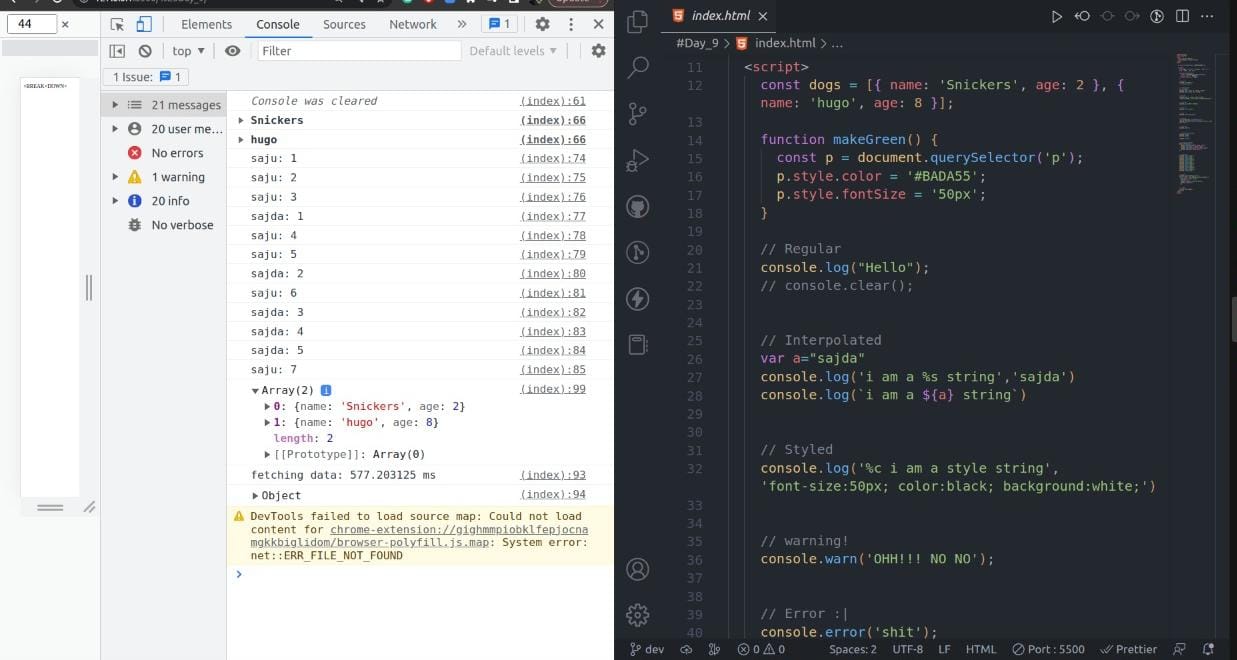 44 ×
Elements Console Sources Network » 1
top ▼ Filter Default levels ▼
1 Issue: 1
×BREAK×DOWN×
21 messages
20 user me...
No errors
1 warning
20 info
No verbose
Console was cleared (index):61
Snickers (index):66
hugo (index):66
saju: 1 (index):74
saju: 2 (index):75
saju: 3 (index):76
sajda: 1 (index):77
saju: 4 (index):78
saju: 5 (index):79
sajda: 2 (index):80
saju: 6 (index):81
sajda: 3 (index):82
sajda: 4 (index):83
sajda: 5 (index):84
saju: 7 (index):85
Array(2) i (index):99
0: {name: 'Snickers', age: 2}
1: {name: 'hugo', age: 8}
length: 2
[[Prototype]]: Array(0)
fetching data: 577.203125 ms (index):93
Object (index):94
DevTools failed to load source map: Could not load
content for chrome-extension://gighmmpiobklfepjocna
mgkkbiglidom/browser-polyfill.js.map: System error:
net::ERR_FILE_NOT_FOUND
index.html ×
#Day_9 > index.html > ...
11 <script>
12 const dogs = [{ name: 'Snickers', age: 2 }, {
name: 'hugo', age: 8 }];
13
14 function makeGreen() {
15 const p = document.querySelector('p');
16 p.style.color = '#BADA55';
17 p.style.fontSize = '50px';
18 }
19
20 // Regular
21 console.log("Hello");
22 // console.clear();
23
24
25 // Interpolated
26 var a="sajda"
27 console.log('i am a %s string','sajda')
28 console.log(`i am a ${a} string`)
29
30
31 // Styled
32 console.log('%c i am a style string',
'font-size:50px; color:black; background:white;')
33
34
35 // warning!
36 console.warn('OHH!!! NO NO');
37
38
39 // Error :|
40 console.error('shit');
dev 0 0 Spaces: 2 UTF-8 LF HTML Port : 5500 Prettier